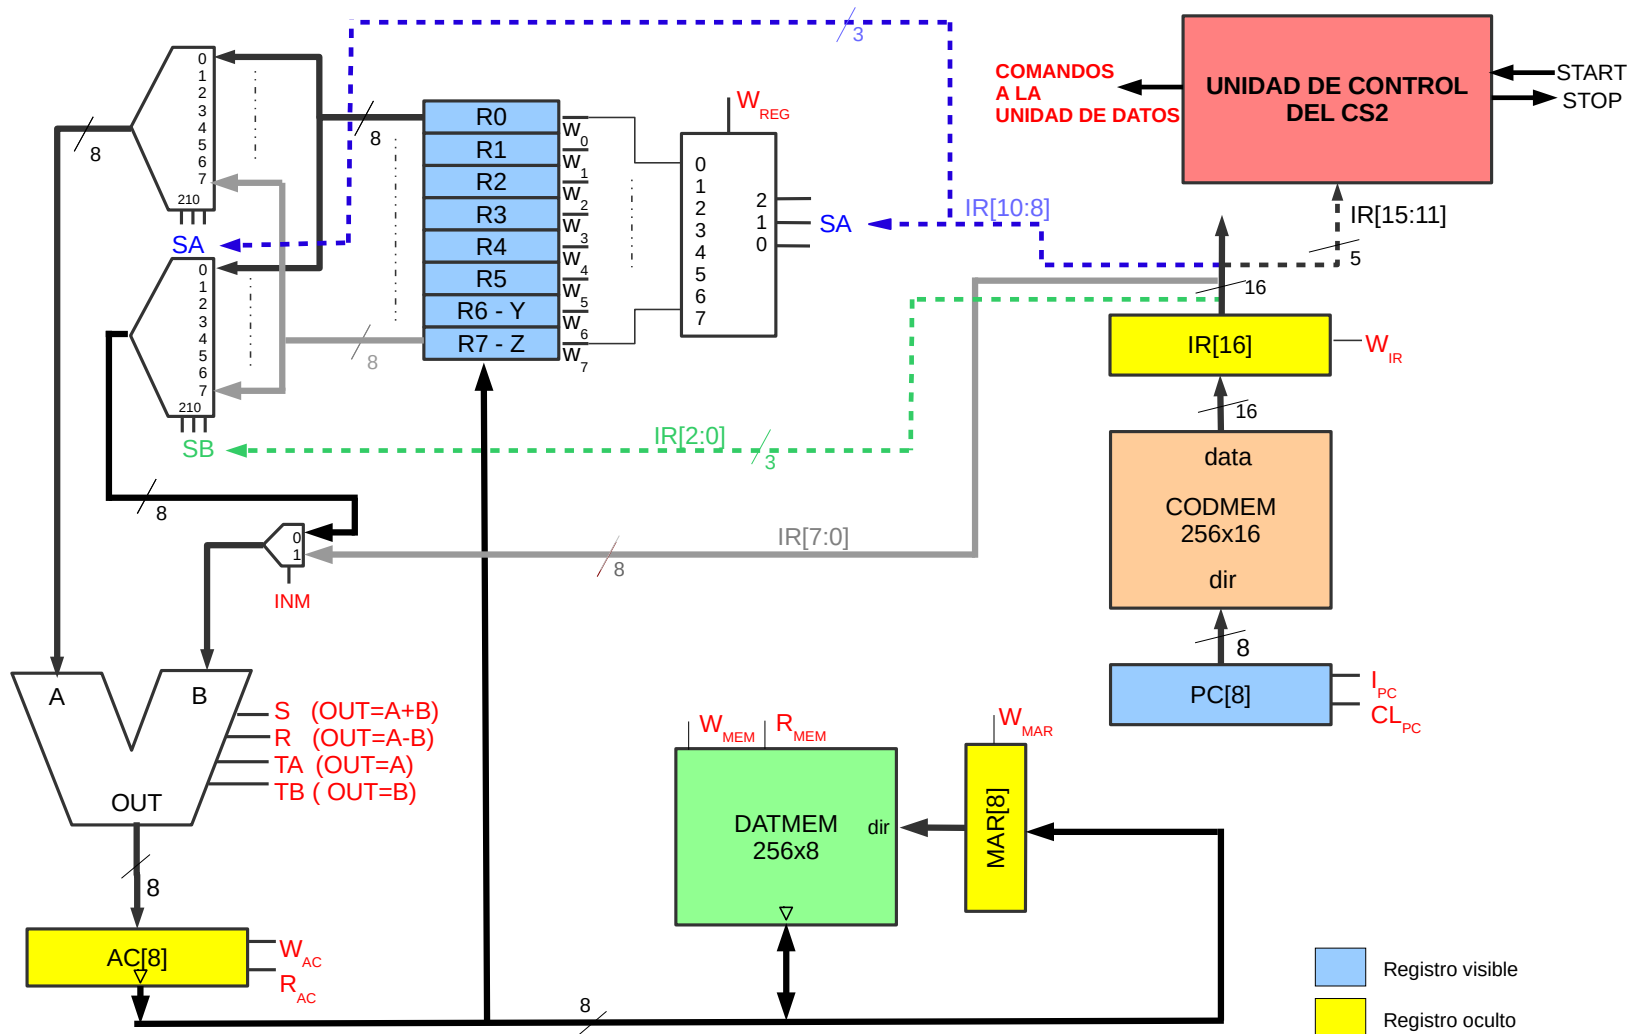 3
COMANDOS
A LA
UNIDAD DE DATOS
UNIDAD DE CONTROL
DEL CS2
START
STOP
0
1
2
3
4
5
6
7
210
8
SA
8
R0
R1
R2
R3
R4
R5
R6 - Y
R7 - Z
W0
W1
W2
W3
W4
W5
W6
W7
WREG
0
1
2
3
4
5
6
7
2
1
0
SA
IR[10:8]
IR[15:11]
5
16
0
1
2
3
4
5
6
7
210
SB
8
IR[16]
WIR
16
IR[2:0]
3
data
CODMEM
256x16
dir
8
0
1
INM
IR[7:0]
8
8
PC[8]
IPC
CLPC
A
B
S (OUT=A+B)
R (OUT=A-B)
TA (OUT=A)
TB ( OUT=B)
OUT
8
WMEM
RMEM
WMAR
DATMEM
256x8
dir
MAR[8]
AC[8]
WAC
RAC
8
Registro visible
Registro oculto